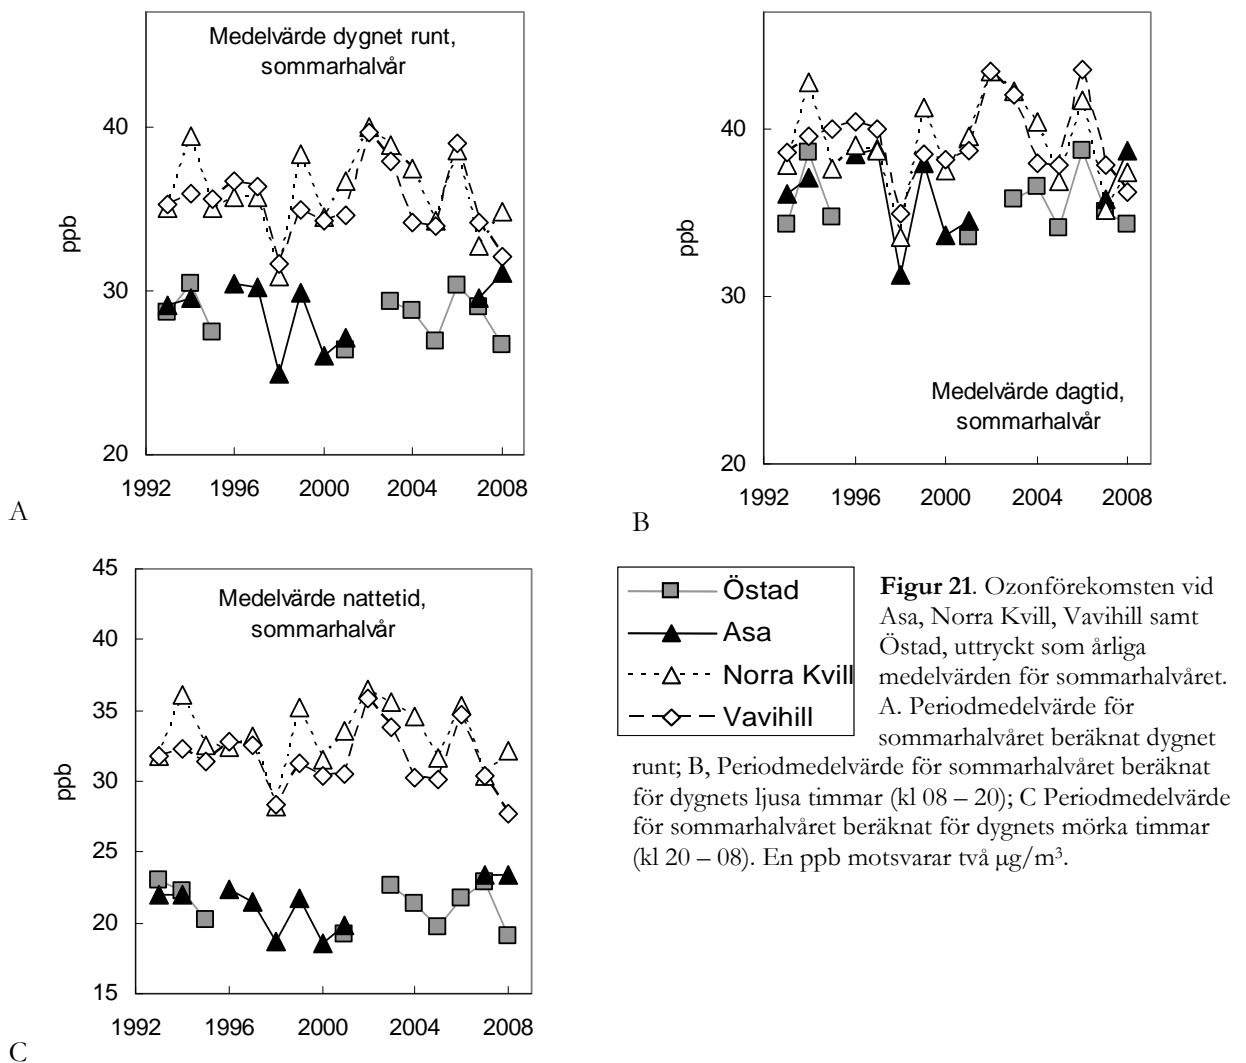 Medelvärde dygnet runt,
sommarhalvår
40
30
20
ppb
1992 1996 2000 2004 2008
A
40
30
20
ppb
Medelvärde dagtid,
sommarhalvår
1992 1996 2000 2004 2008
B
45
40
35
30
25
20
15
ppb
Medelvärde nattetid,
sommarhalvår
1992 1996 2000 2004 2008
C
Östad
Asa
Norra Kvill
Vavihill
Figur 21. Ozonförekomsten vid
Asa, Norra Kvill, Vavihill samt
Östad, uttryckt som årliga
medelvärden för sommarhalvåret.
A. Periodmedelvärde för
sommarhalvåret beräknat dygnet
runt; B, Periodmedelvärde för sommarhalvåret beräknat
för dygnets ljusa timmar (kl 08 – 20); C Periodmedelvärde
för sommarhalvåret beräknat för dygnets mörka timmar
(kl 20 – 08). En ppb motsvarar två µg/m³.